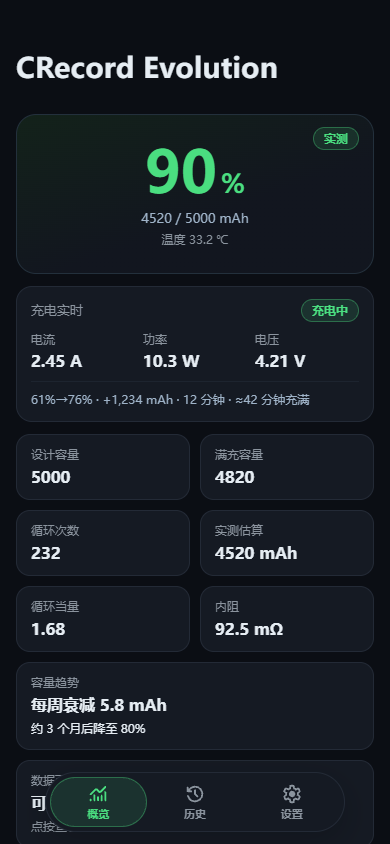 CRecord Evolution
实测
90%
4520 / 5000 mAh
温度 33.2 ℃
充电实时
充电中
电流 功率 电压
2.45 A 10.3 W 4.21 V
61%→76% · +1,234 mAh · 12 分钟 · ≈42 分钟充满
设计容量 满充容量
5000 4820
循环次数 实测估算
232 4520 mAh
循环当量 内阻
1.68 92.5 mΩ
容量趋势
每周衰减 5.8 mAh
约 3 个月后降至 80%
数据
可
点按
概览 历史 设置